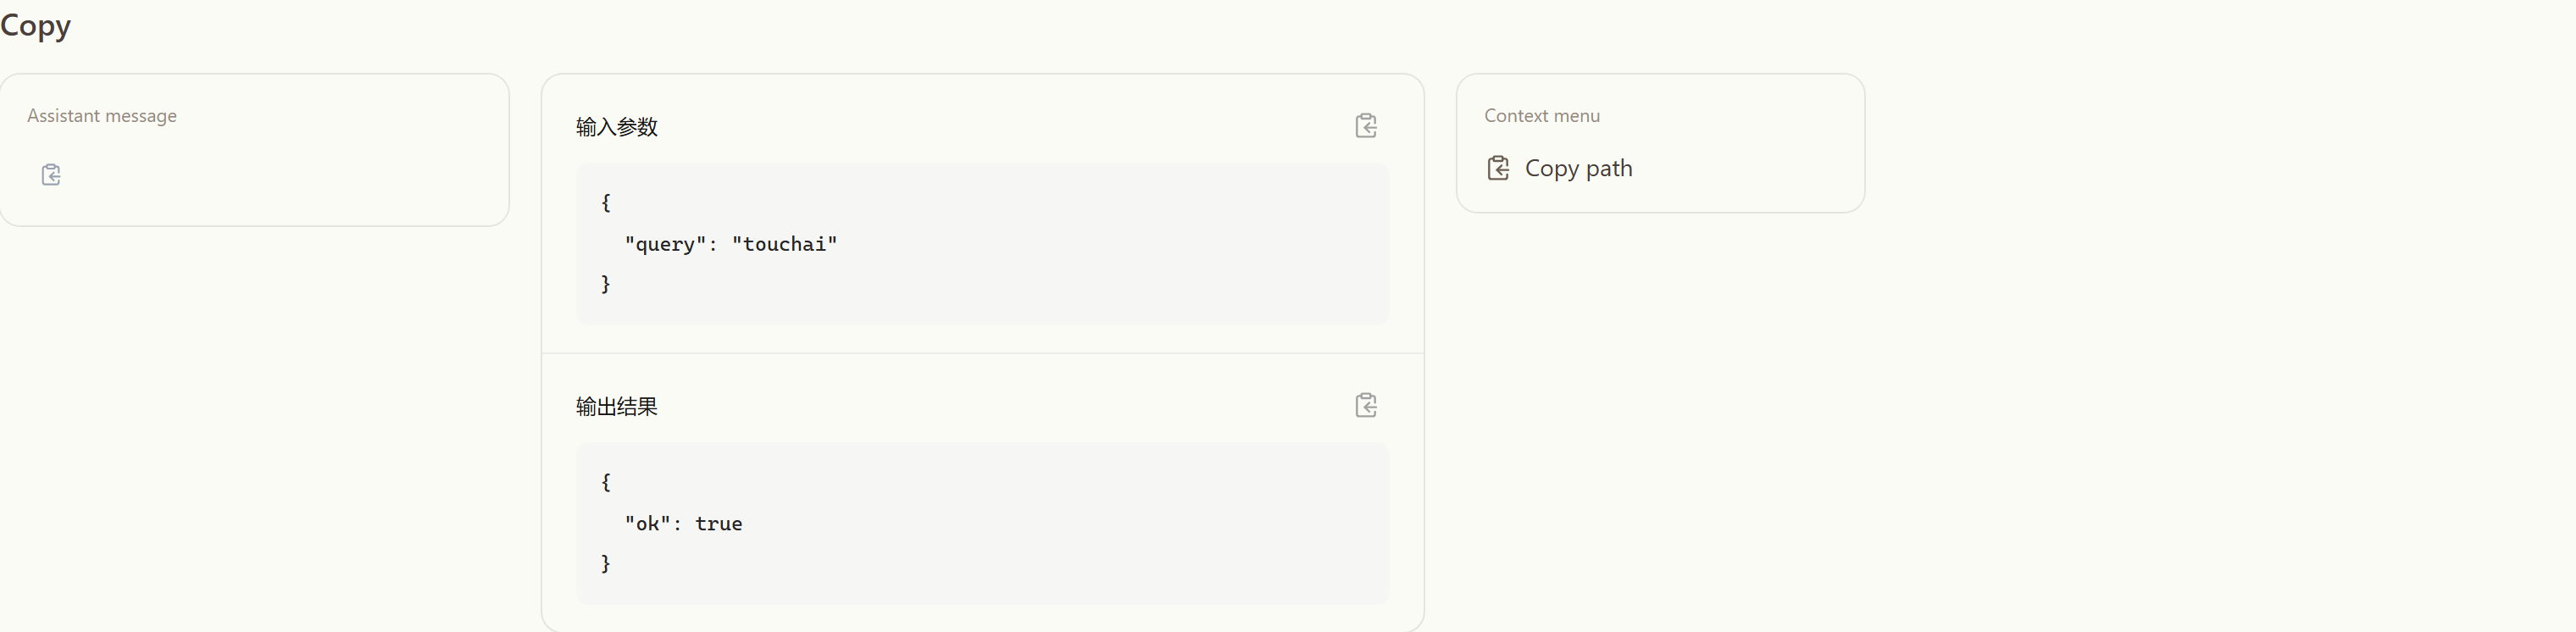 Copy
Assistant message
输入参数
{
  "query": "touchai"
}
输出结果
{
  "ok": true
}
Context menu
Copy path